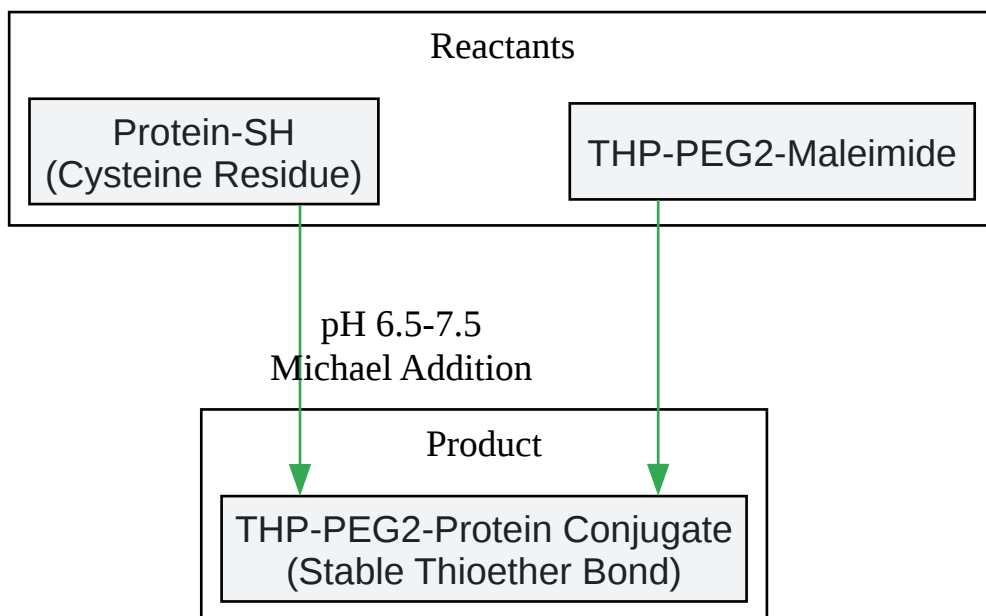 Reactants
Protein-SH
(Cysteine Residue)
THP-PEG2-Maleimide
pH 6.5-7.5
Michael Addition
Product
THP-PEG2-Protein Conjugate
(Stable Thioether Bond)